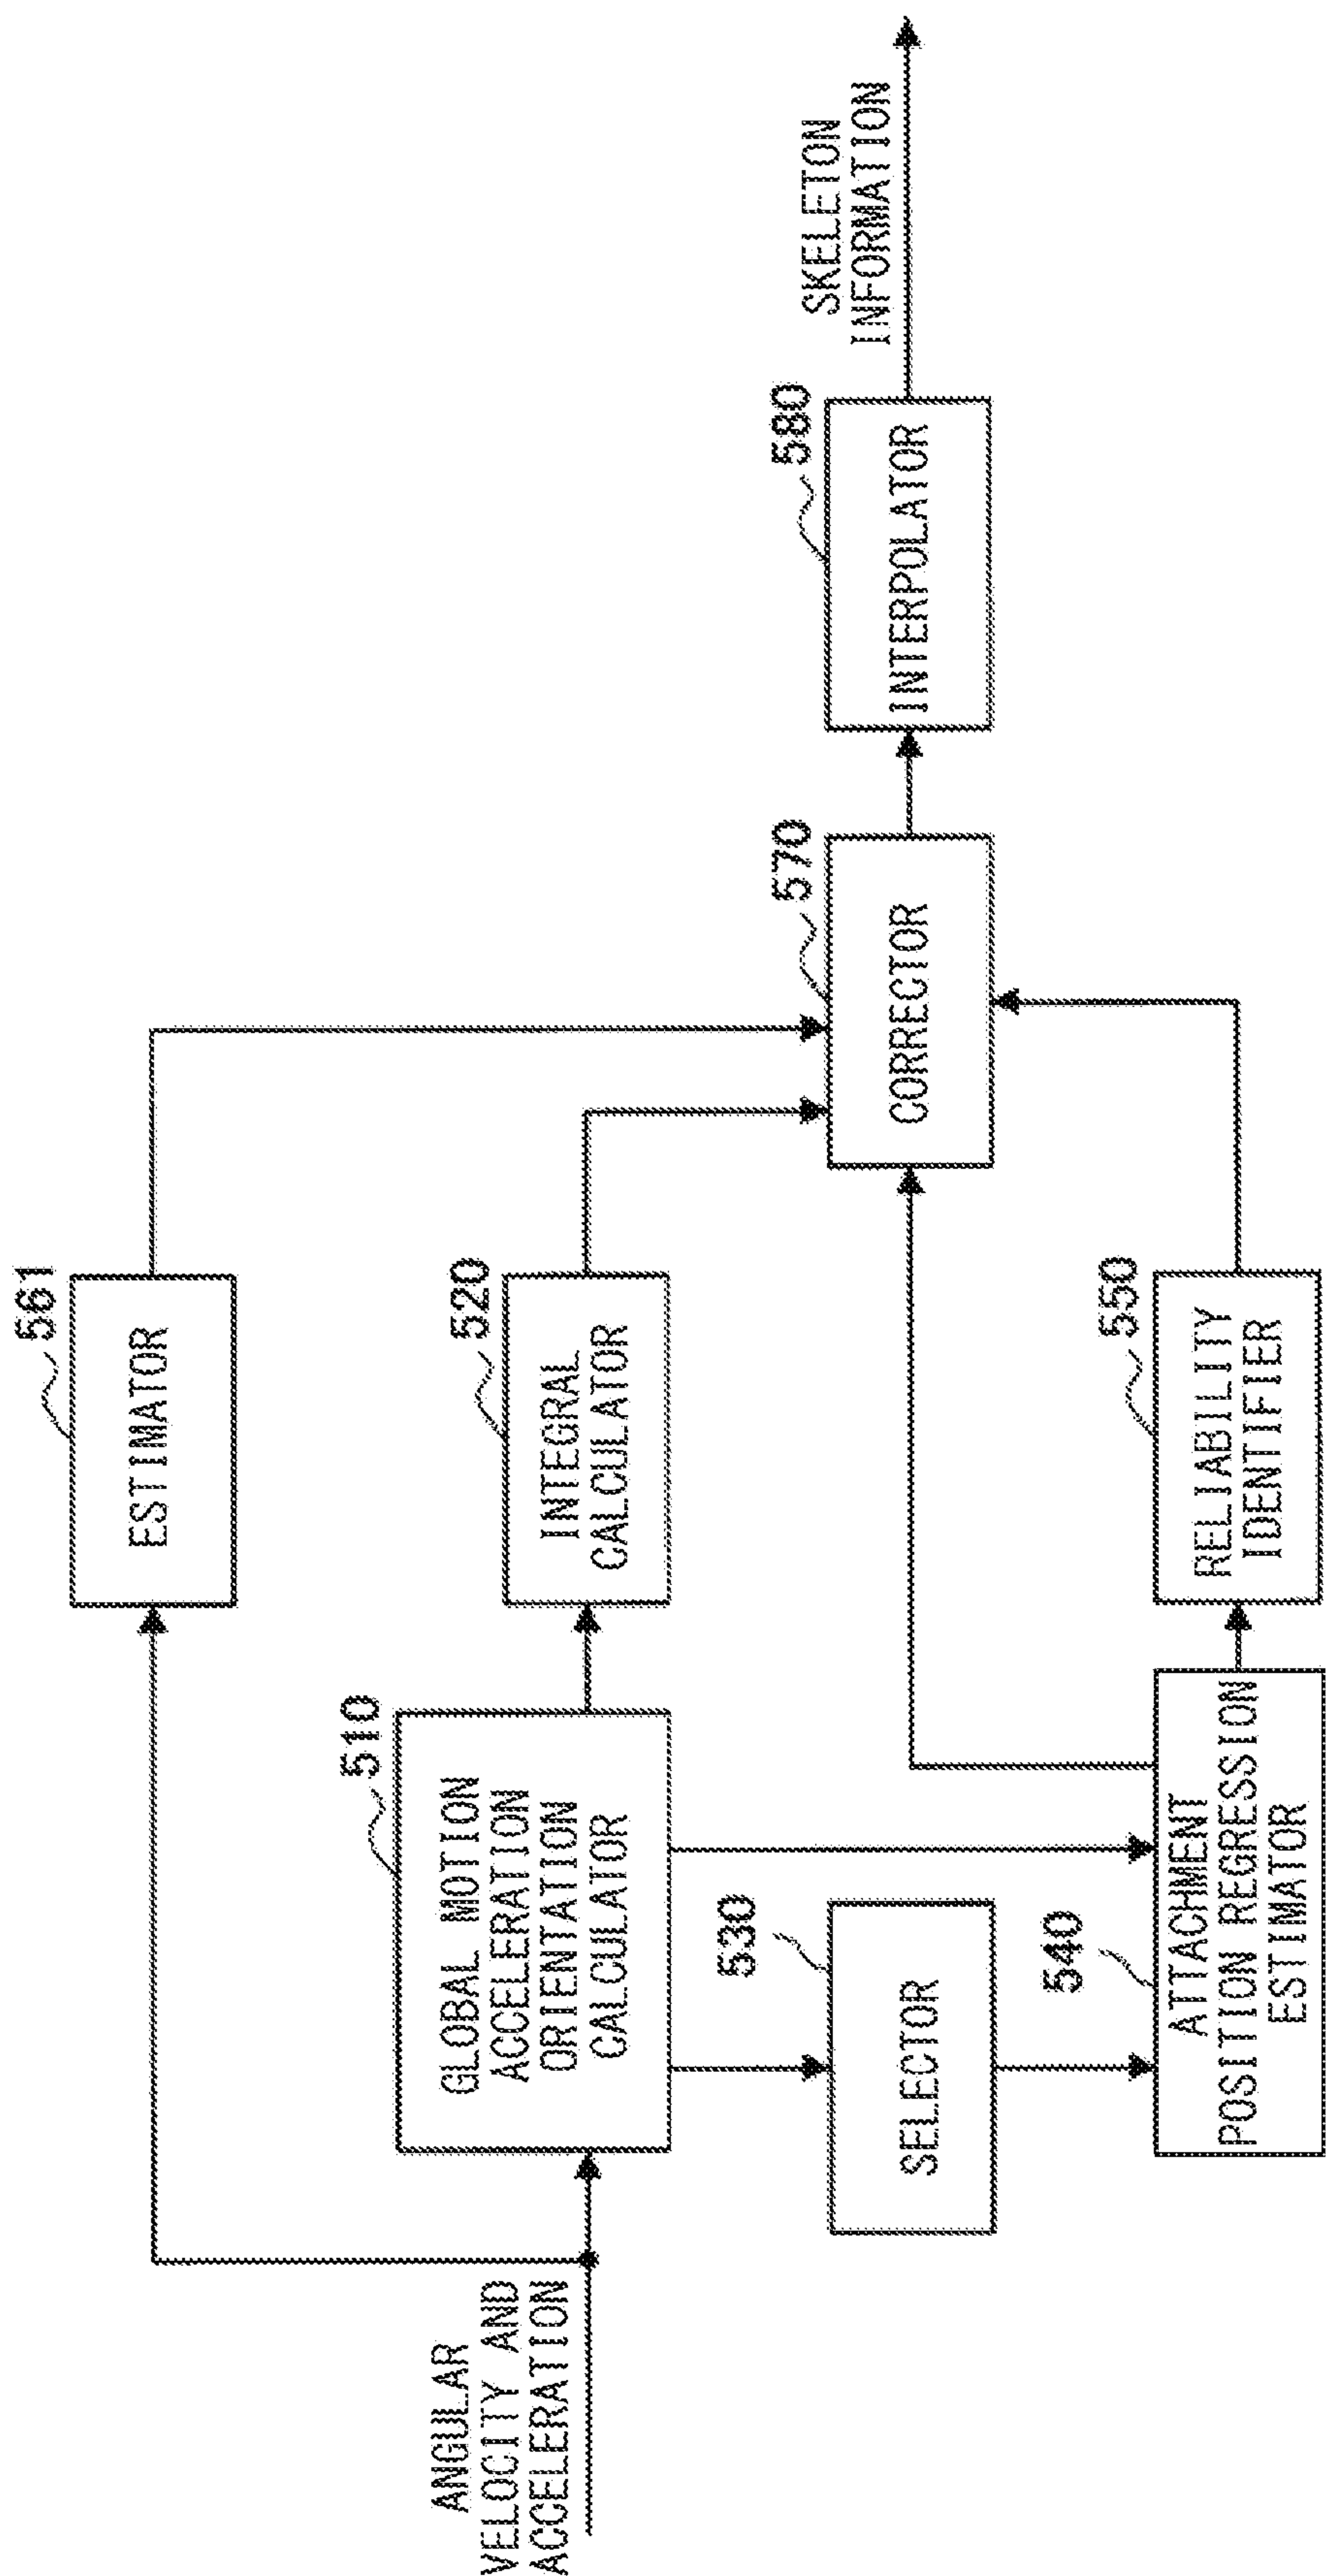 561
ESTIMATOR
510
GLOBAL MOTION
ACCELERATION
ORIENTATION
CALCULATOR
520
INTEGRAL
CALCULATOR
ANGULAR
VELOCITY AND
ACCELERATION
530
SELECTOR
570
CORRECTOR
580
INTERPOLATOR
SKELETON
INFORMATION
540
ATTACHMENT
POSITION REGRESSION
ESTIMATOR
550
RELIABILITY
IDENTIFIER